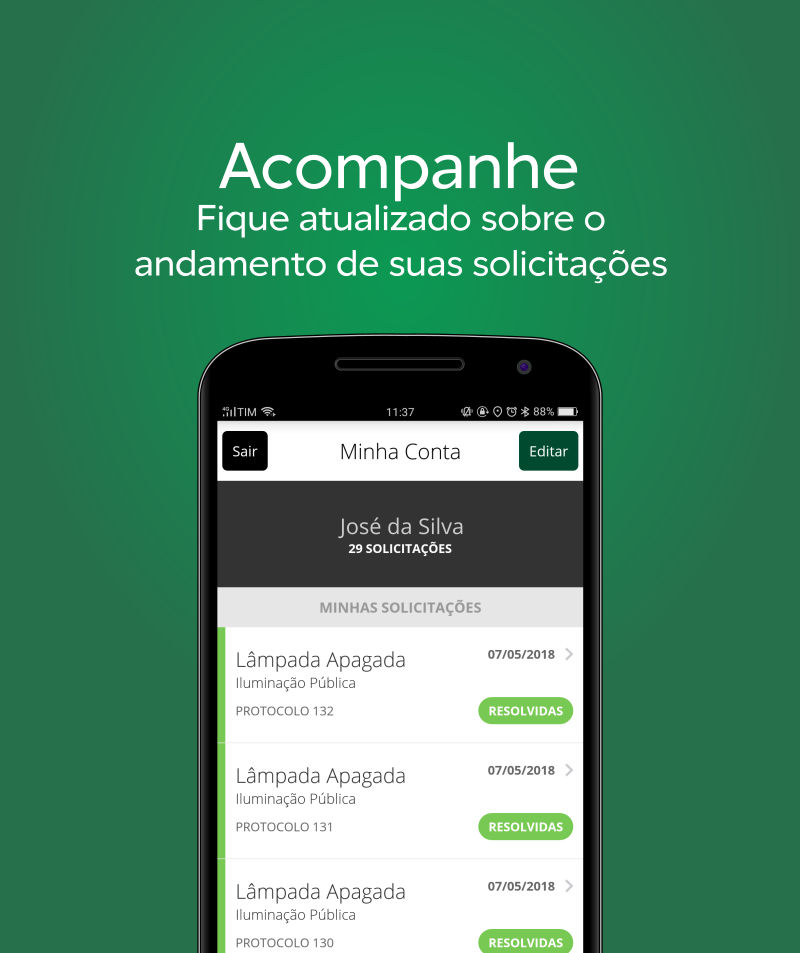 Acompanhe
Fique atualizado sobre o
andamento de suas solicitações
4G TIM 11:37 88%
Sair Minha Conta Editar
José da Silva
29 SOLICITAÇÕES
MINHAS SOLICITAÇÕES
Lâmpada Apagada 07/05/2018
Iluminação Pública
PROTOCOLO 132 RESOLVIDAS
Lâmpada Apagada 07/05/2018
Iluminação Pública
PROTOCOLO 131 RESOLVIDAS
Lâmpada Apagada 07/05/2018
Iluminação Pública
PROTOCOLO 130 RESOLVIDAS